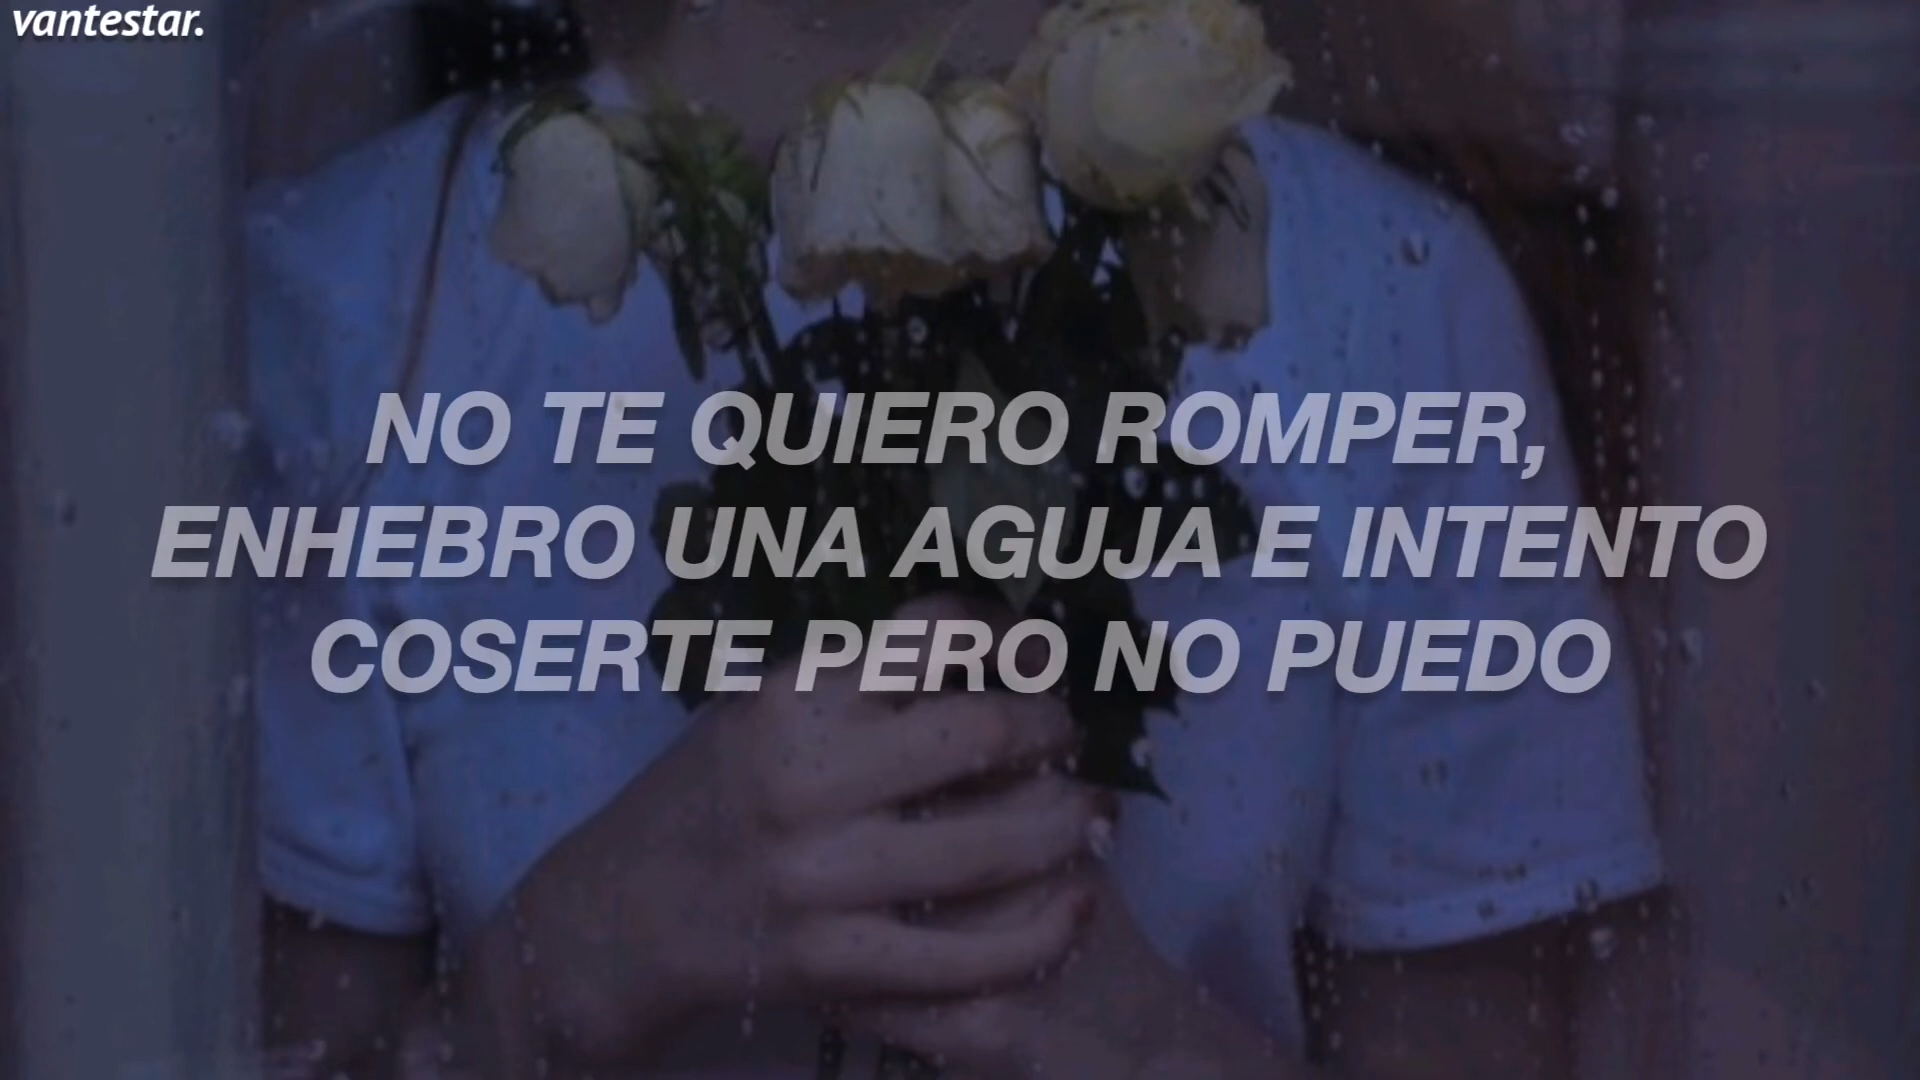 vantestar.
NO TE QUIERO ROMPER,
ENHEBRO UNA AGUJA E INTENTO
COSERTE PERO NO PUEDO